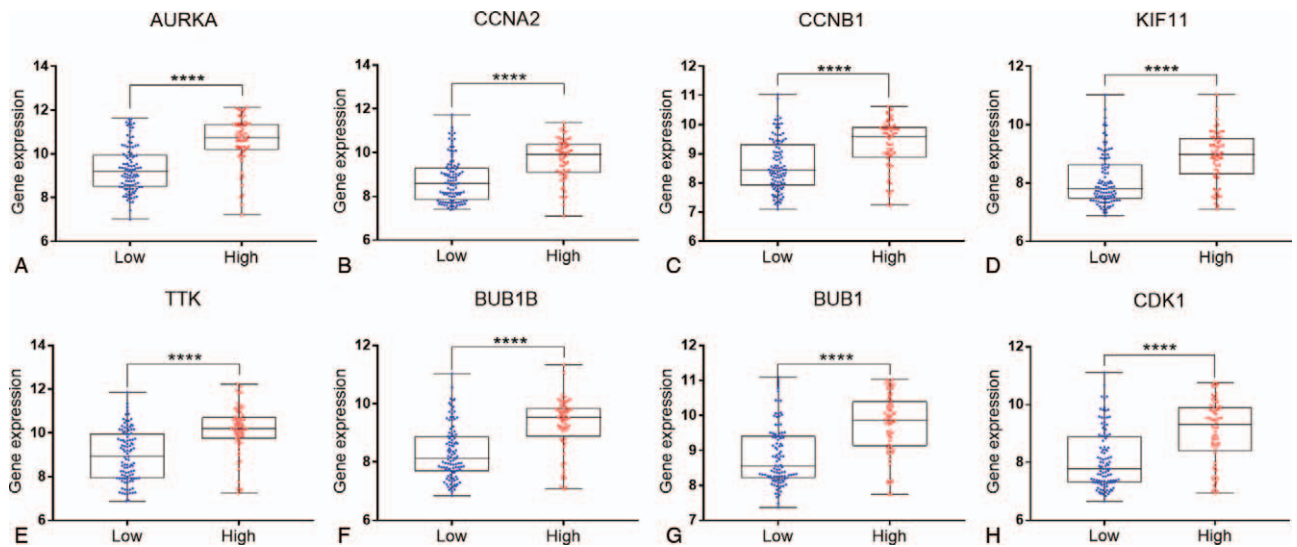 AURKA
Gene expression
14
12
10
8
6
****
Low High
A
CCNA2
Gene expression
14
12
10
8
6
****
Low High
B
CCNB1
Gene expression
12
11
10
9
8
7
6
****
Low High
C
KIF11
Gene expression
12
10
8
6
****
Low High
D
TTK
Gene expression
14
12
10
8
6
****
Low High
E
BUB1B
Gene expression
12
10
8
6
****
Low High
F
BUB1
Gene expression
12
11
10
9
8
7
****
Low High
G
CDK1
Gene expression
12
10
8
6
****
Low High
H